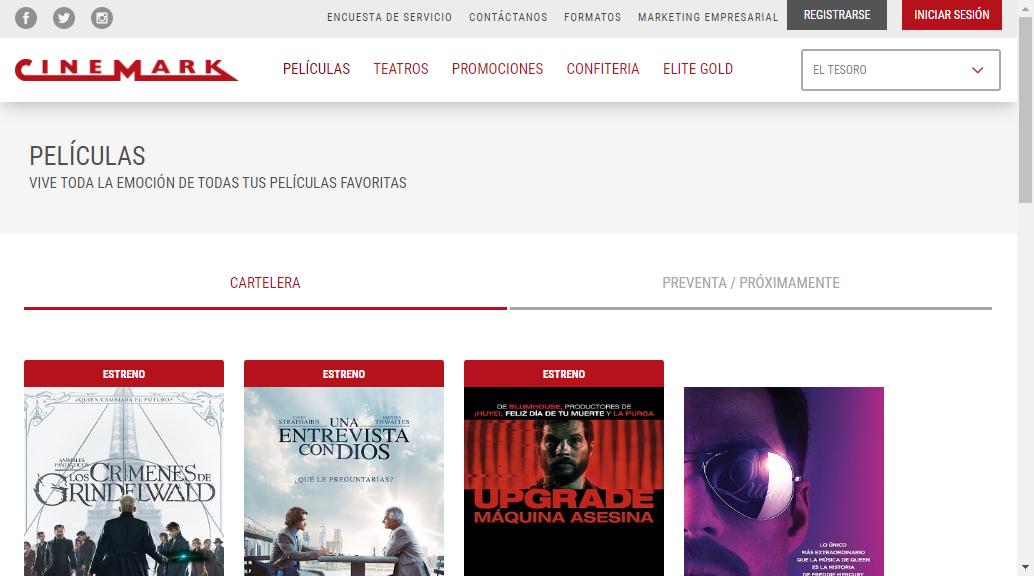 ENCUESTA DE SERVICIO CONTÁCTANOS FORMATOS MARKETING EMPRESARIAL REGISTRARSE INICIAR SESIÓN
CINEMARK PELÍCULAS TEATROS PROMOCIONES CONFITERIA ELITE GOLD EL TESORO
PELÍCULAS
VIVE TODA LA EMOCIÓN DE TODAS TUS PELÍCULAS FAVORITAS
CARTELERA PREVENTA / PRÓXIMAMENTE
ESTRENO
¿QUIÉN CAMBIARÁ EL FUTURO?
ANIMALES
FANTÁSTICOS
LOS CRÍMENES DE
GRINDELWALD
ESTRENO
DAVID STRATHAIRN BRENTON THWAITES
UNA
ENTREVISTA
CON DIOS
¿QUÉ LE PREGUNTARÍAS?
ESTRENO
DE BLUMHOUSE, PRODUCTORES DE
¡HUYE!, FELIZ DÍA DE TU MUERTE Y LA PURGA
UPGRADE
MÁQUINA ASESINA
Queen
LO ÚNICO
MÁS EXTRAORDINARIO
QUE LA MÚSICA DE QUEEN
ES LA HISTORIA
DE FREDDIE MERCURY